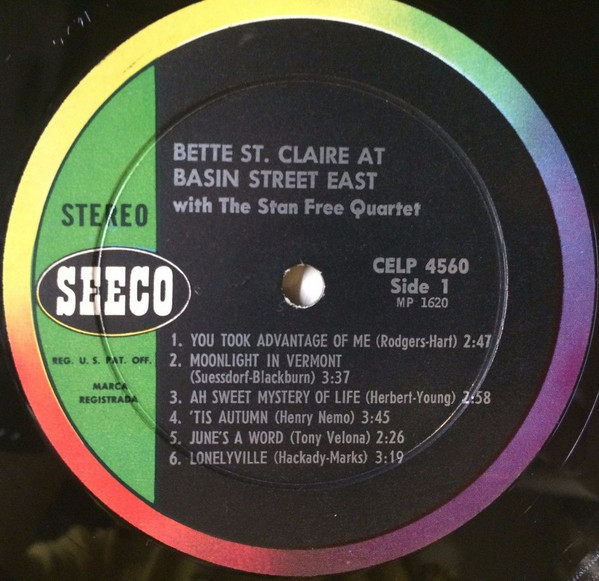 BETTE ST. CLAIRE AT
BASIN STREET EAST
with The Stan Free Quartet
STEREO
SEECO
CELP 4560
Side 1
MP 1620
REG. U. S. PAT. OFF.
MARCA
REGISTRADA
1. YOU TOOK ADVANTAGE OF ME (Rodgers-Hart) 2:47
2. MOONLIGHT IN VERMONT
(Suessdorf-Blackburn) 3:37
3. AH SWEET MYSTERY OF LIFE (Herbert-Young) 2:58
4. 'TIS AUTUMN (Henry Nemo) 3:45
5. JUNE'S A WORD (Tony Velona) 2:26
6. LONELYVILLE (Hackady-Marks) 3:19